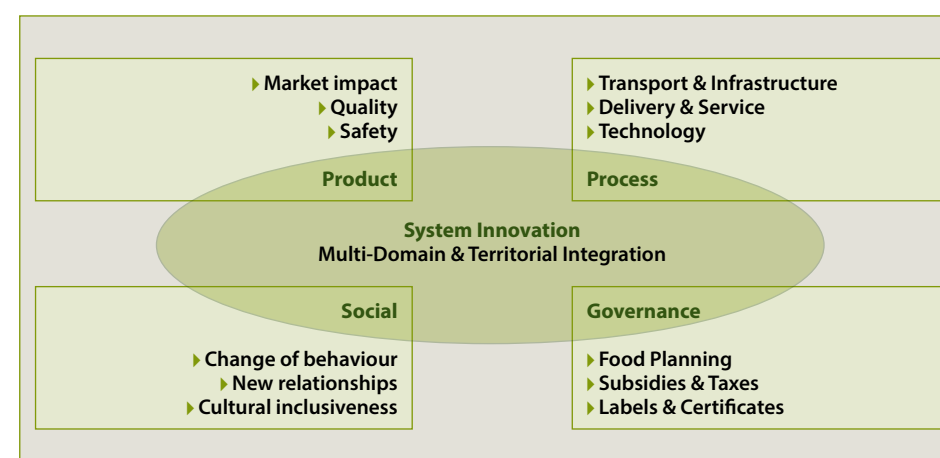 Market impact
Quality
Safety
Product
Transport & Infrastructure
Delivery & Service
Technology
Process
System Innovation
Multi-Domain & Territorial Integration
Social
Change of behaviour
New relationships
Cultural inclusiveness
Governance
Food Planning
Subsidies & Taxes
Labels & Certificates